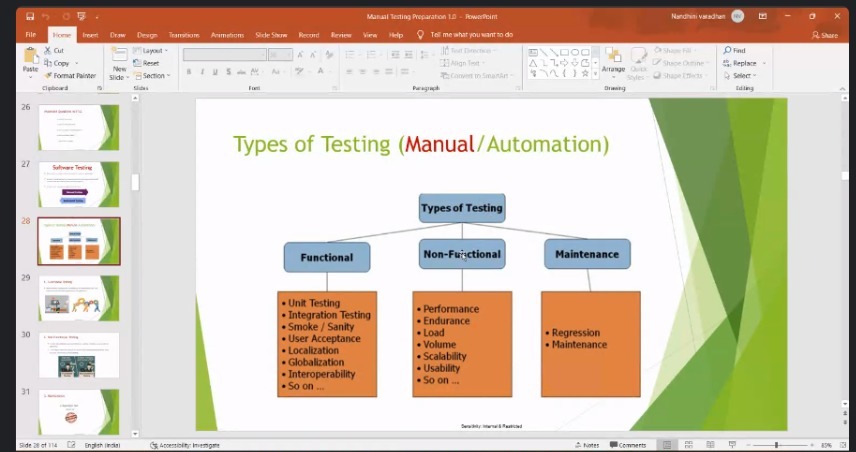 Manual Testing Preparation 1.0 - PowerPoint
Nandhini varadhan
NV
File Home Insert Draw Design Transitions Animations Slide Show Record Review View Help Tell me what you want to do
Share
Paste
Cut
Copy
Format Painter
Clipboard
New Slide
Layout
Reset
Section
Slides
B I U S abc AV Aa A
Font
Text Direction
Align Text
Convert to SmartArt
Paragraph
Arrange
Quick Styles
Shape Fill
Shape Outline
Shape Effects
Drawing
Find
Replace
Select
Editing
26
27
Software Testing
28
29
30
31
Types of Testing (Manual/Automation)
Types of Testing
Functional
Non-Functional
Maintenance
• Unit Testing
• Integration Testing
• Smoke / Sanity
• User Acceptance
• Localization
• Globalization
• Interoperability
• So on ...
• Performance
• Endurance
• Load
• Volume
• Scalability
• Usability
• So on ...
• Regression
• Maintenance
Sensitivity: Internal & Restricted
Slide 28 of 114 English (India) Accessibility: Investigate Notes Comments 83%